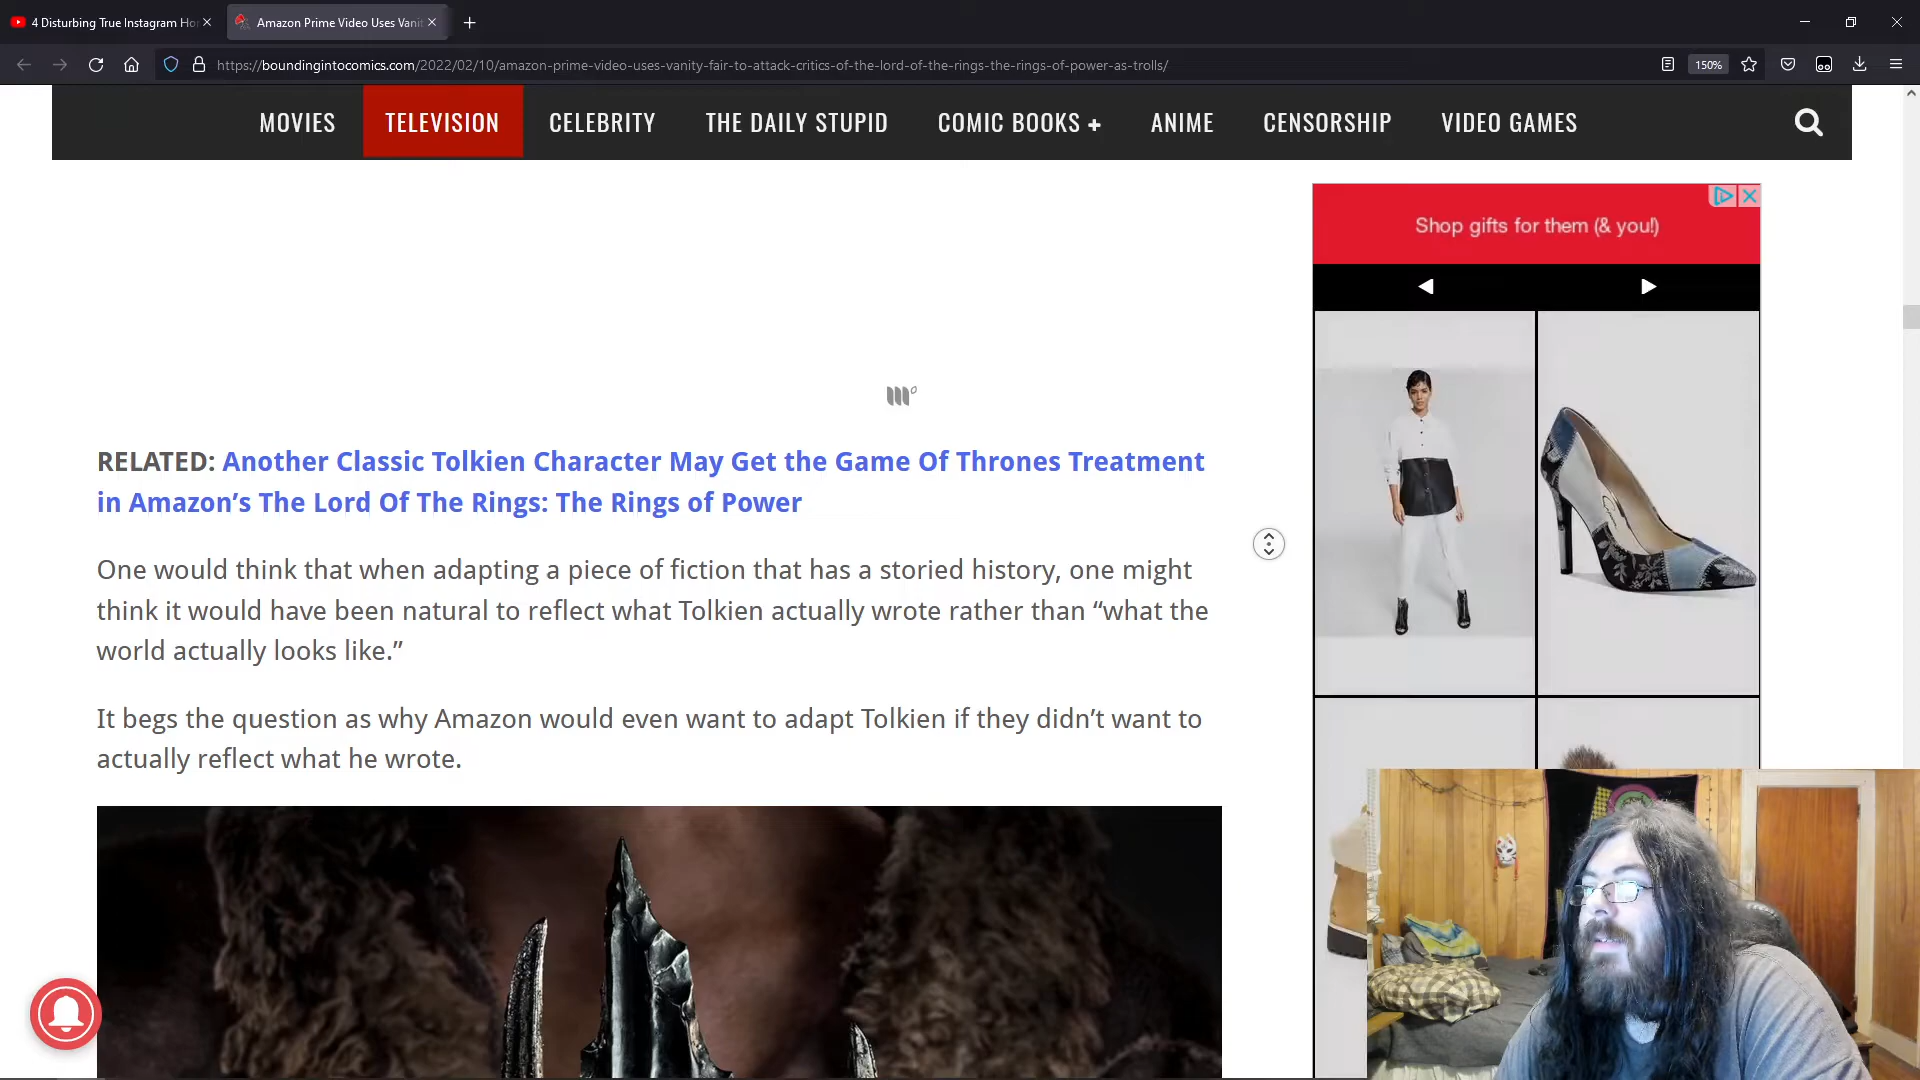 4 Disturbing True Instagram Ho
Amazon Prime Video Uses Vanit
https://boundingintocomics.com/2022/02/10/amazon-prime-video-uses-vanity-fair-to-attack-critics-of-the-lord-of-the-rings-the-rings-of-power-as-trolls/
150%
MOVIES TELEVISION CELEBRITY THE DAILY STUPID COMIC BOOKS + ANIME CENSORSHIP VIDEO GAMES
Shop gifts for them (& you!)
RELATED: Another Classic Tolkien Character May Get the Game Of Thrones Treatment
in Amazon’s The Lord Of The Rings: The Rings of Power
One would think that when adapting a piece of fiction that has a storied history, one might
think it would have been natural to reflect what Tolkien actually wrote rather than “what the
world actually looks like.”
It begs the question as why Amazon would even want to adapt Tolkien if they didn’t want to
actually reflect what he wrote.